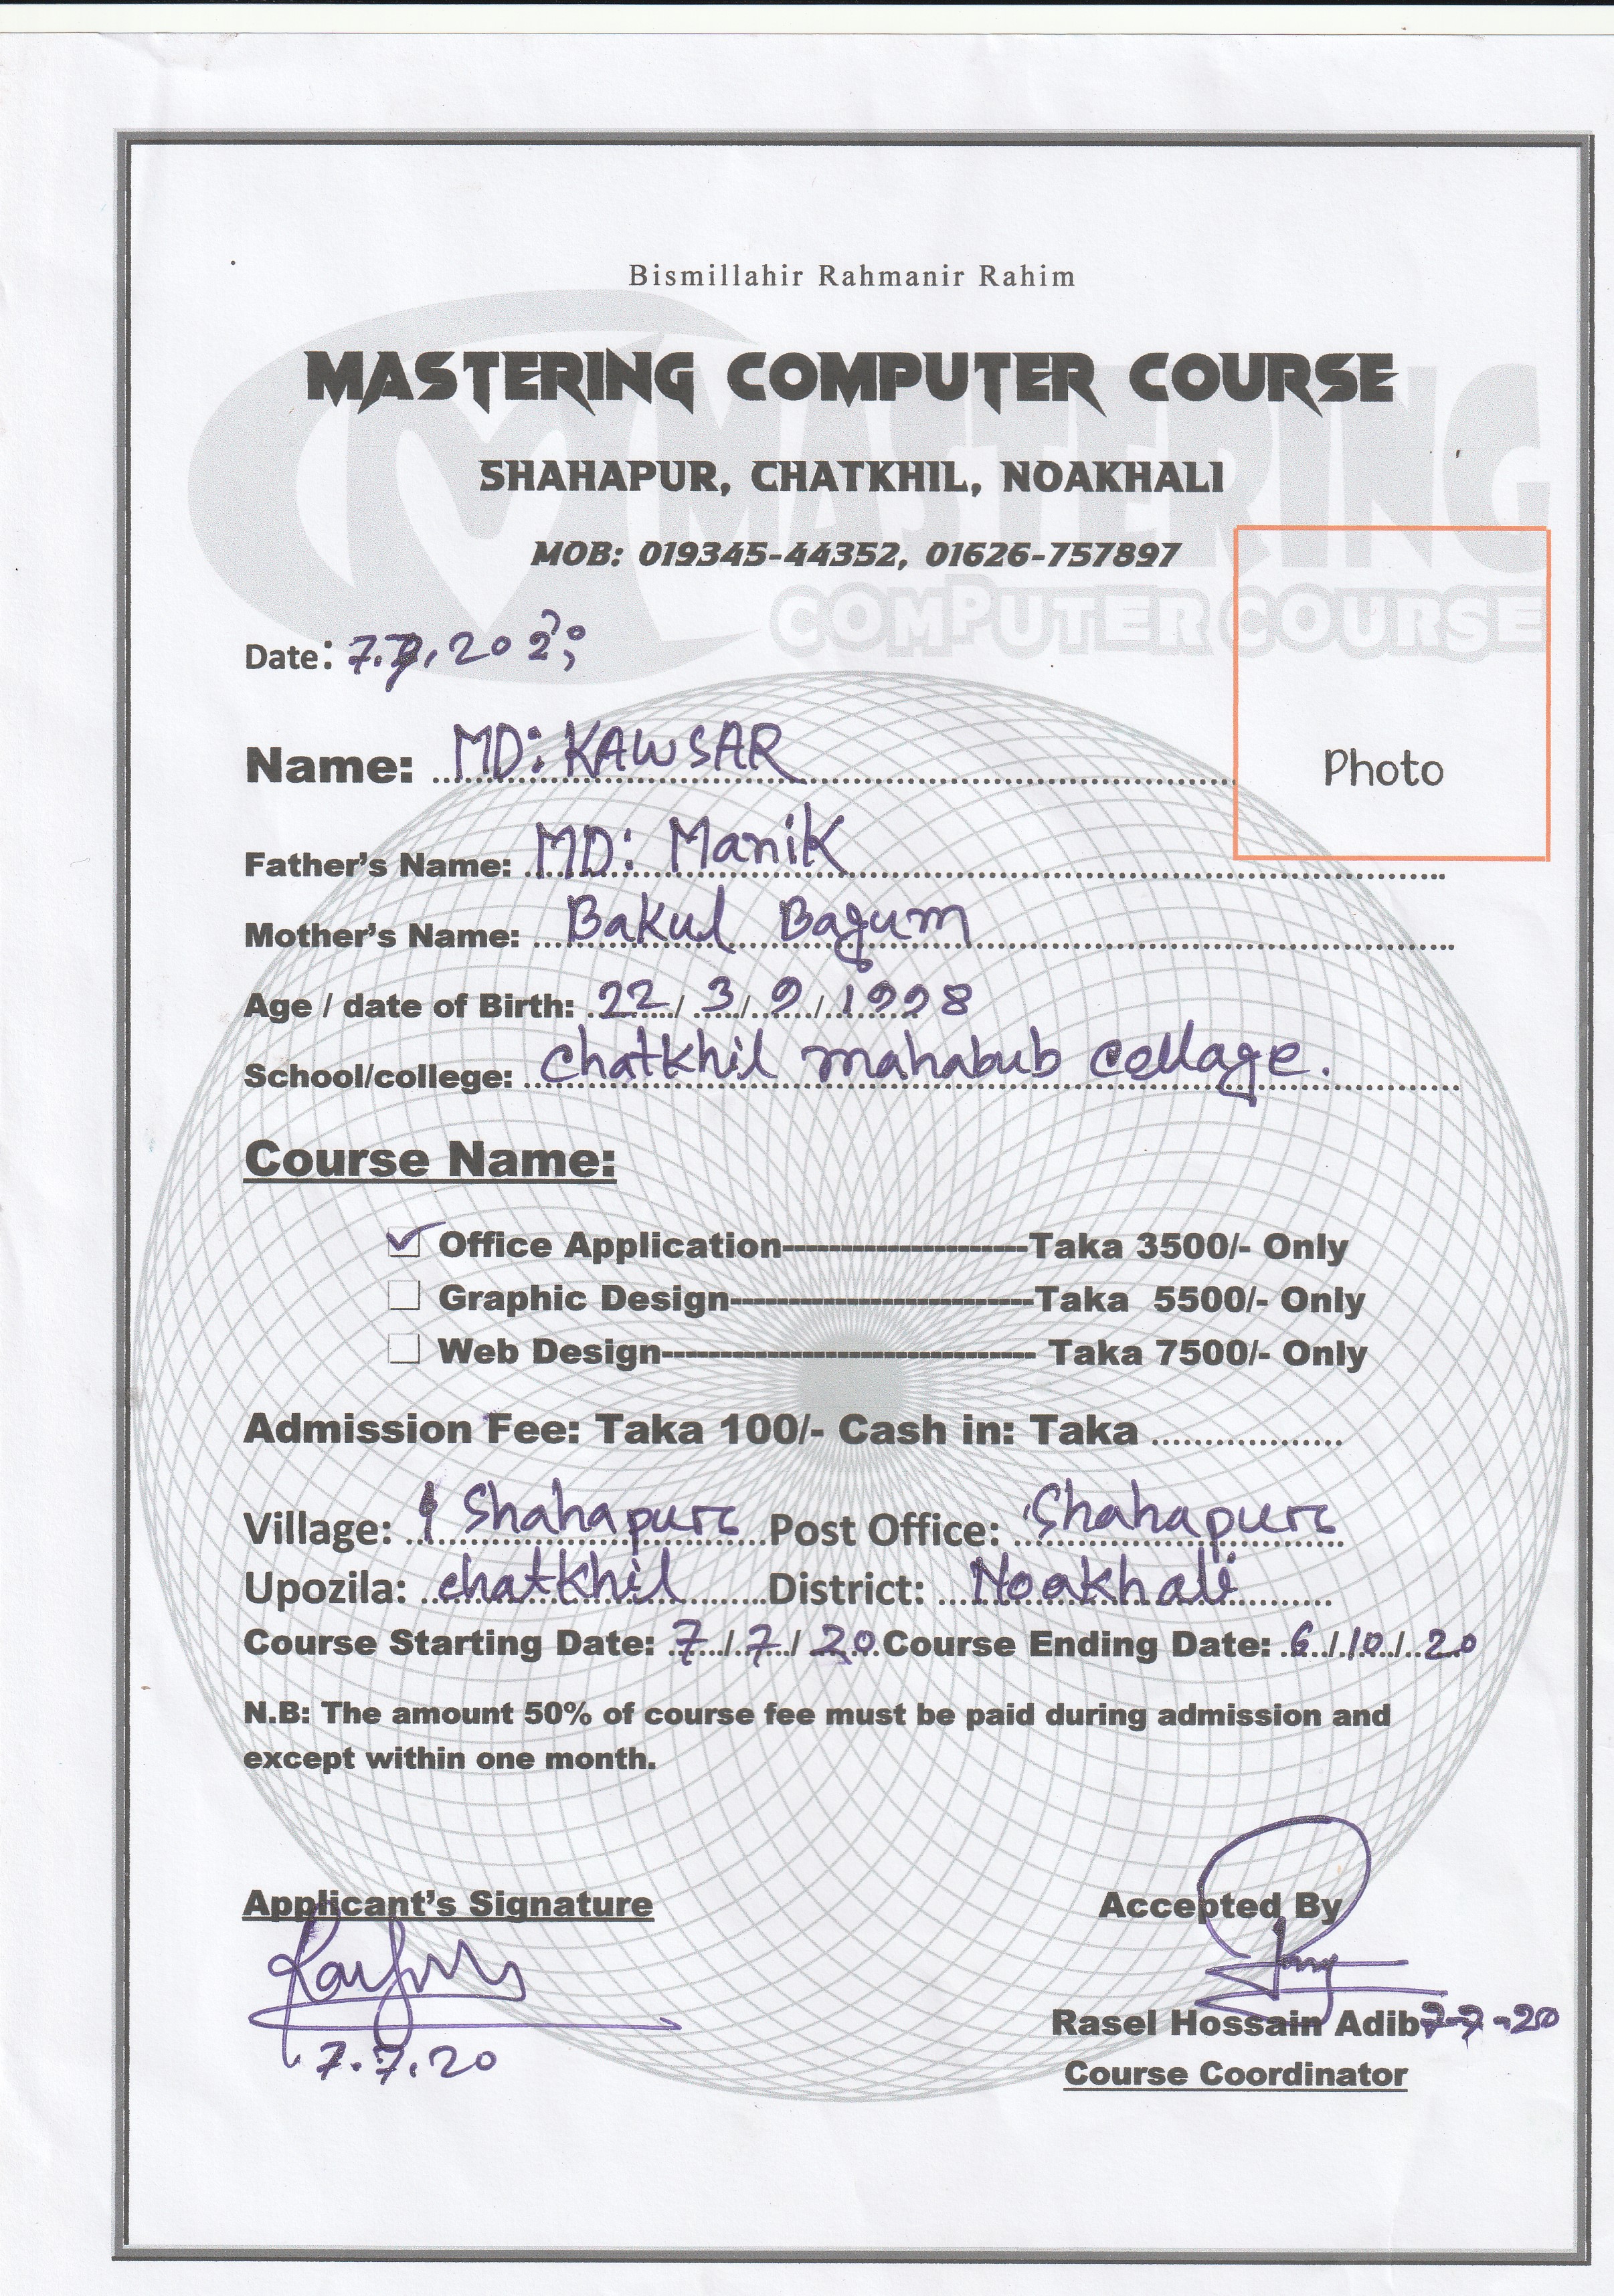 Bismillahir Rahmanir Rahim
MASTERING COMPUTER COURSE
SHAHAPUR, CHATKHIL, NOAKHALI
MOB: 019345-44352, 01626-757897
MASTERING
COMPUTER COURSE
Date: 7.7.2020
Name: MD: KAWSAR
Photo
Father's Name: MD: Manik
Mother's Name: Bakul Bagum
Age / date of Birth: 22/3/9/1998
School/college: chatkhil mahabub collage.
Course Name:
Office Application---------------------Taka 3500/- Only
Graphic Design--------------------------Taka 5500/- Only
Web Design-------------------------------- Taka 7500/- Only
Admission Fee: Taka 100/- Cash in: Taka ...................
Village: Shahapur Post Office: Shahapur
Upozila: chatkhil District: Noakhali
Course Starting Date: 7/7/20 Course Ending Date: 6/10/20
N.B: The amount 50% of course fee must be paid during admission and
except within one month.
Applicant's Signature Accepted By
7.7.20
Rasel Hossain Adib 7-7-20
Course Coordinator